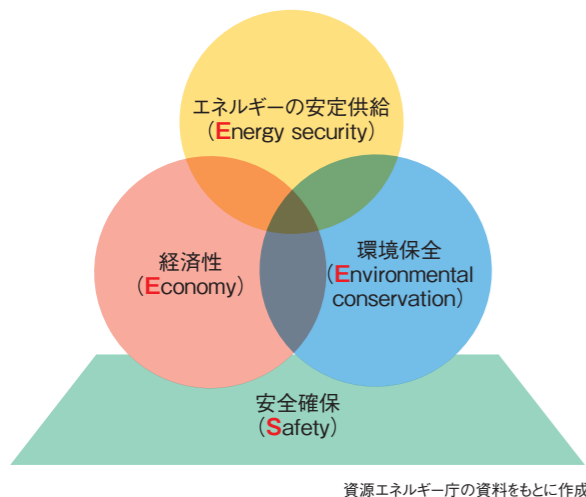 エネルギーの安定供給
（Energy security）
経済性
（Economy）
環境保全
（Environmental
conservation）
安全確保
（Safety）
資源エネルギー庁の資料をもとに作成